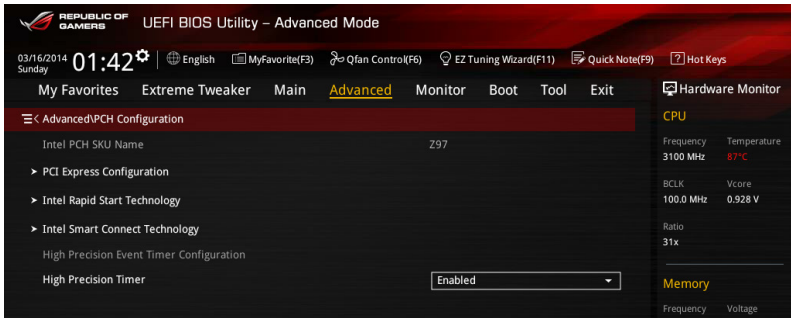 REPUBLIC OF
GAMERS
UEFI BIOS Utility – Advanced Mode
03/16/2014
Sunday
01:42
English
MyFavorite(F3)
Qfan Control(F6)
EZ Tuning Wizard(F11)
Quick Note(F9)
? Hot Keys
My Favorites Extreme Tweaker Main Advanced Monitor Boot Tool Exit
Hardware Monitor
< Advanced\PCH Configuration
Intel PCH SKU Name Z97
> PCI Express Configuration
> Intel Rapid Start Technology
> Intel Smart Connect Technology
High Precision Event Timer Configuration
High Precision Timer Enabled
CPU
Frequency Temperature
3100 MHz 87°C
BCLK Vcore
100.0 MHz 0.928 V
Ratio
31x
Memory
Frequency Voltage